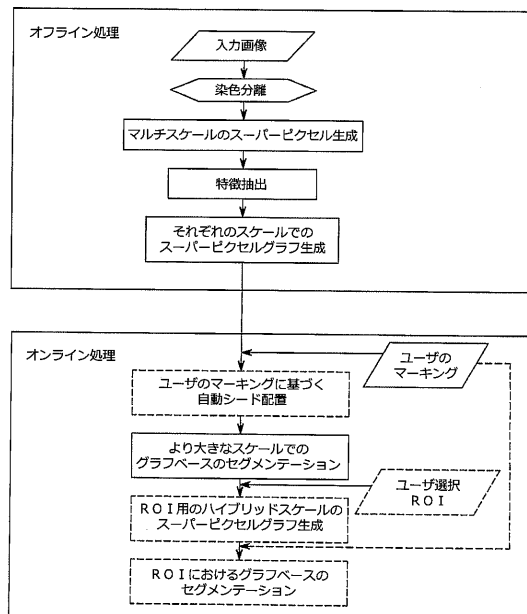 オフライン処理
入力画像
染色分離
マルチスケールのスーパーピクセル生成
特徴抽出
それぞれのスケールでの
スーパーピクセルグラフ生成
オンライン処理
ユーザの
マーキング
ユーザのマーキングに基づく
自動シード配置
より大きなスケールでの
グラフベースのセグメンテーション
ユーザ選択
ROI
ROI用のハイブリッドスケールの
スーパーピクセルグラフ生成
ROIにおけるグラフベースの
セグメンテーション